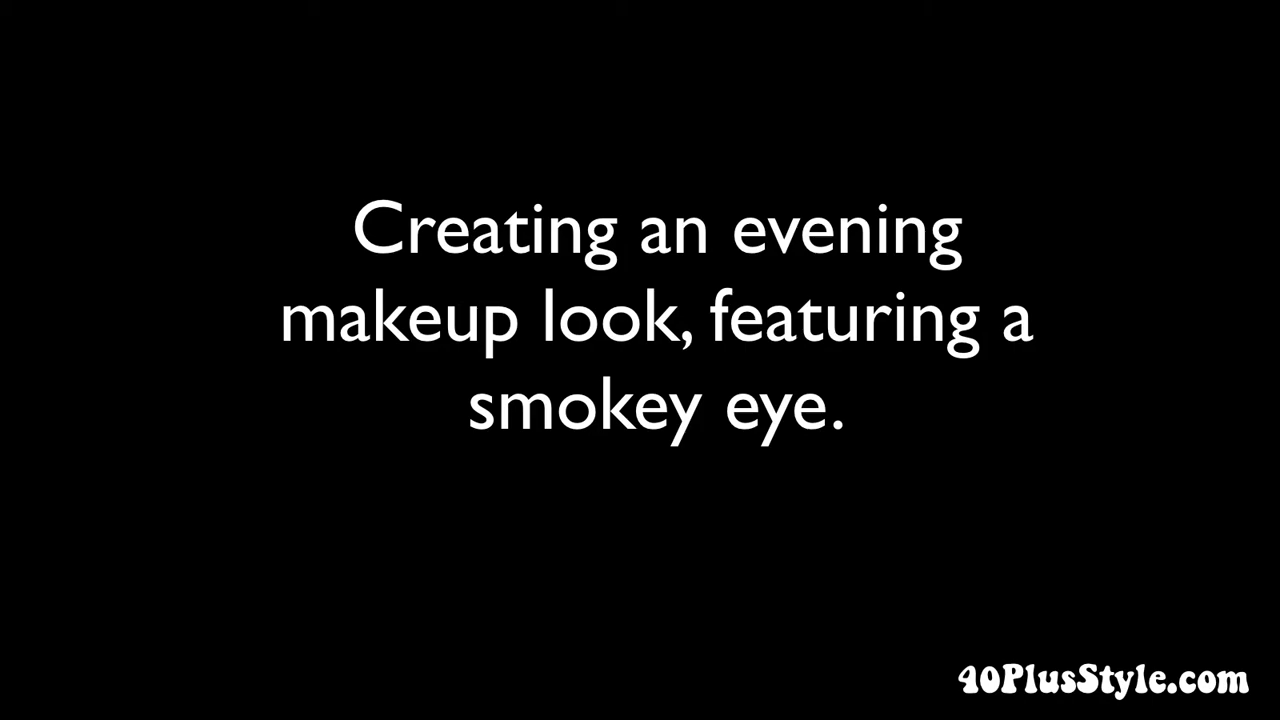 Creating an evening
makeup look, featuring a
smokey eye.
40PlusStyle.com